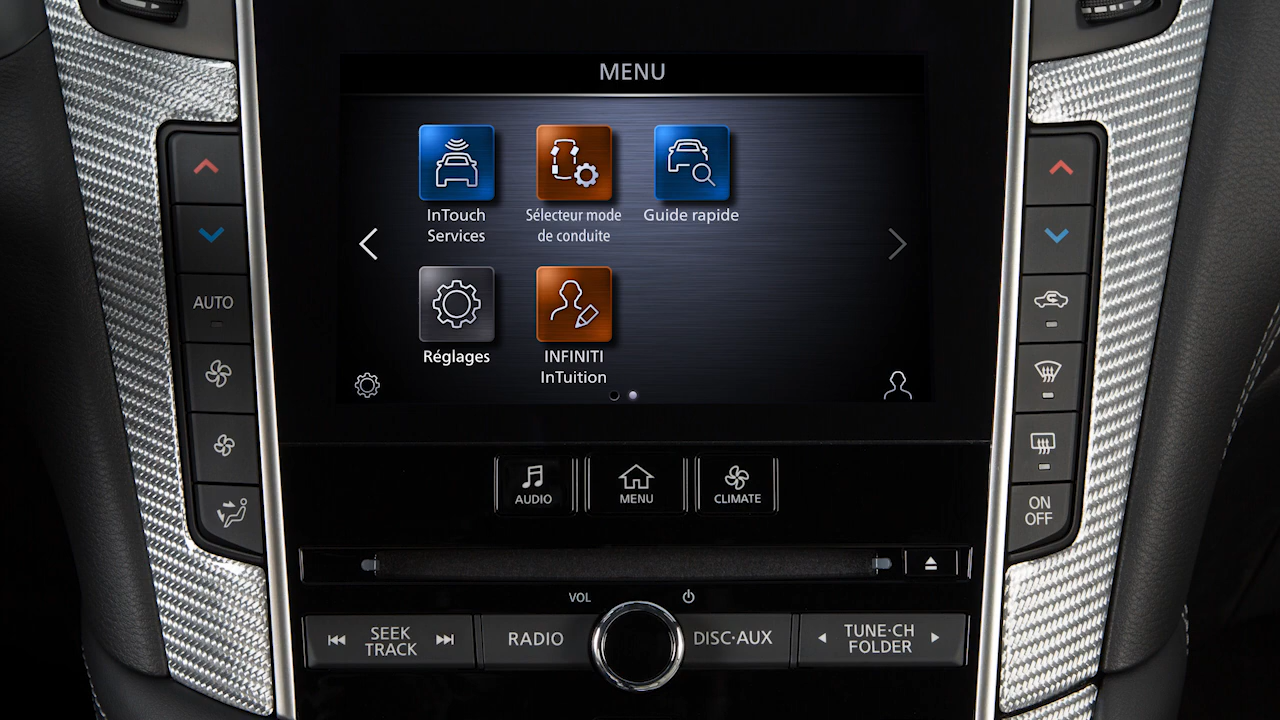 MENU
InTouch
Services
Sélecteur mode
de conduite
Guide rapide
Réglages
INFINITI
InTuition
AUTO
ON
OFF
AUDIO
MENU
CLIMATE
VOL
SEEK
TRACK
RADIO
DISC·AUX
TUNE·CH
FOLDER